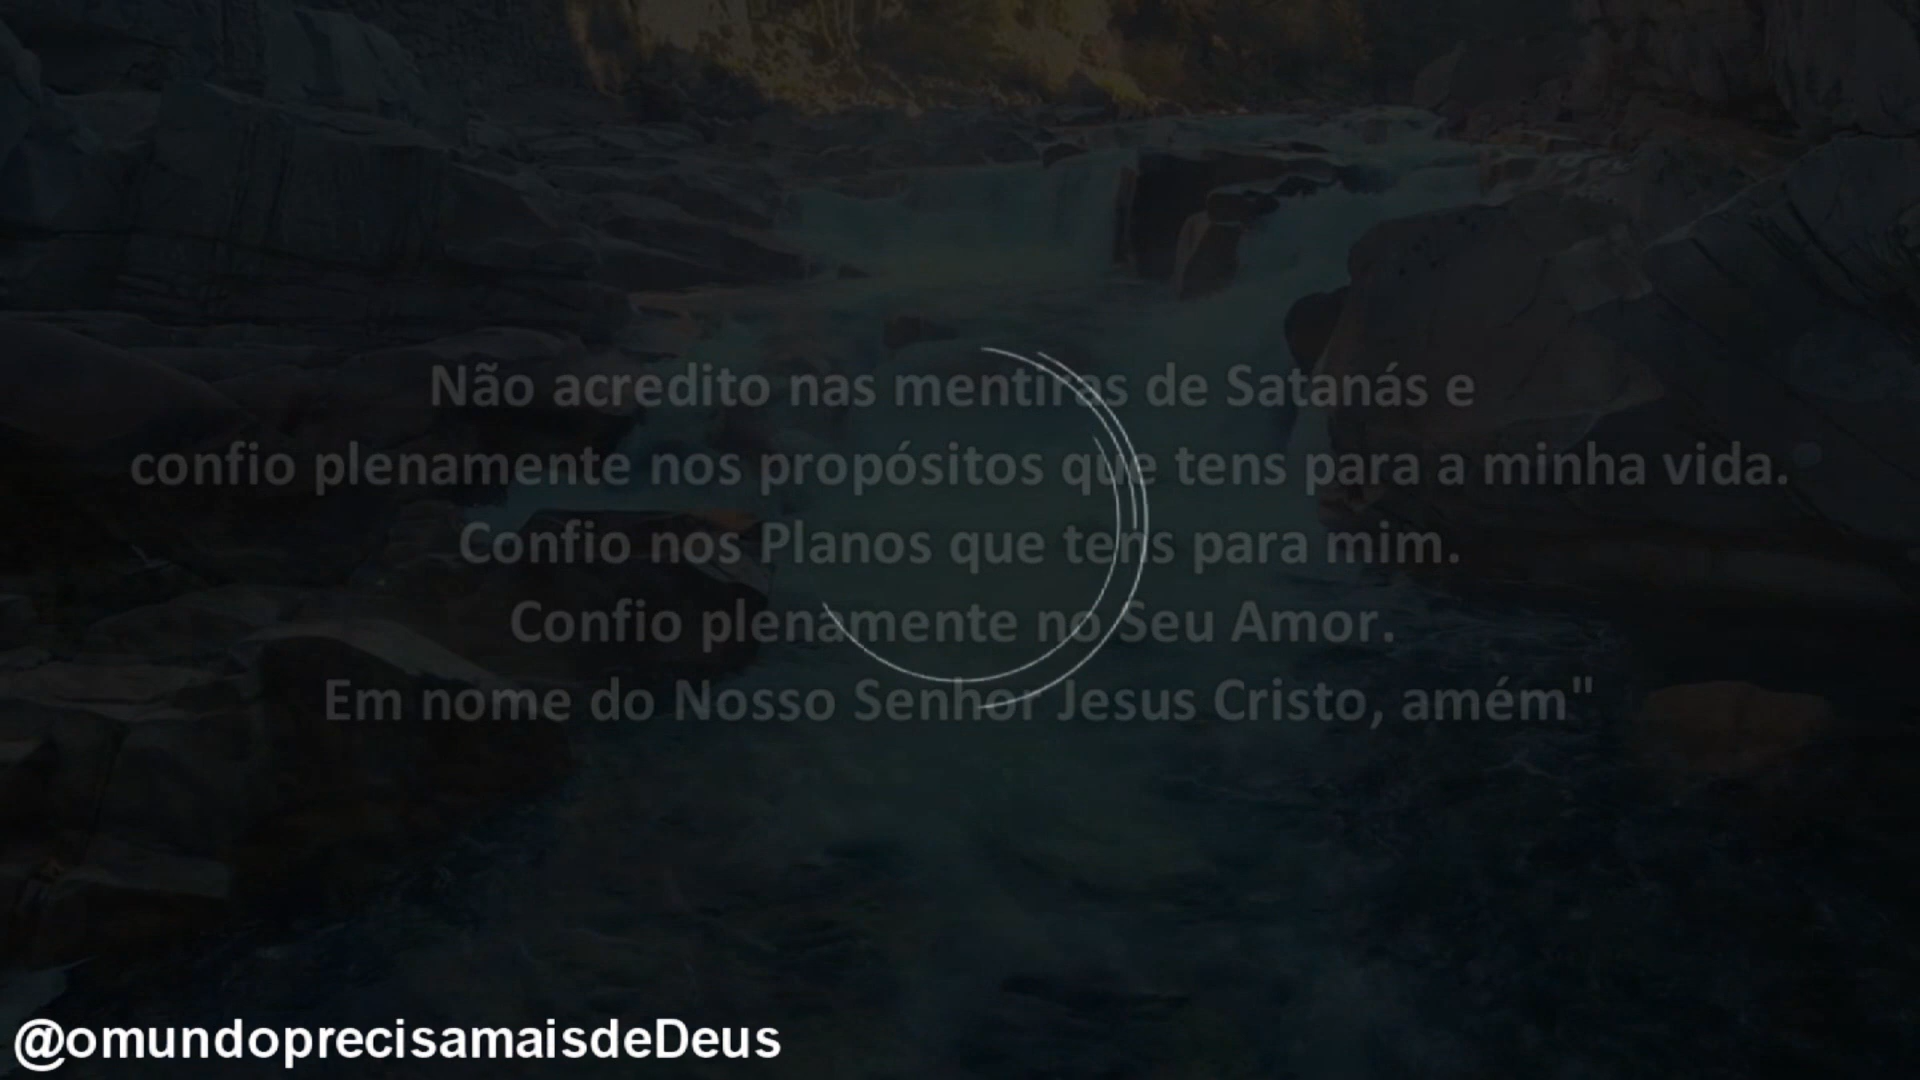 Não acredito nas mentiras de Satanás e
confio plenamente nos propósitos que tens para a minha vida.
Confio nos Planos que tens para mim.
Confio plenamente no Seu Amor.
Em nome do Nosso Senhor Jesus Cristo, amém"
@omundoprecisamaisdeDeus